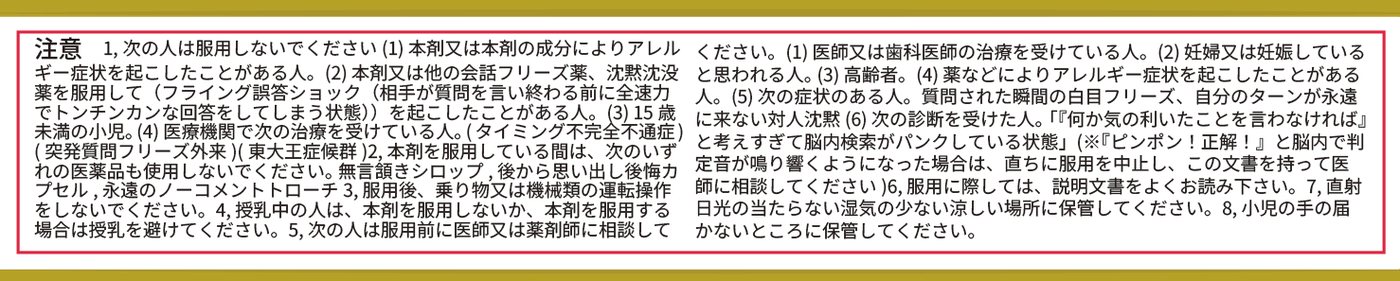 注意　1, 次の人は服用しないでください (1) 本剤又は本剤の成分によりアレル
ギー症状を起こしたことがある人。(2) 本剤又は他の会話フリーズ薬、沈黙沈没
薬を服用して（フライング誤答ショック（相手が質問を言い終わる前に全速力
でトンチンカンな回答をしてしまう状態））を起こしたことがある人。(3) 15 歳
未満の小児。(4) 医療機関で次の治療を受けている人。( タイミング不完全不通症)
( 突発質問フリーズ外来 )( 東大王症候群 )2, 本剤を服用している間は、次のいず
れの医薬品も使用しないでください。無言頷きシロップ , 後から思い出し後悔カ
プセル , 永遠のノーコメントトローチ 3, 服用後、乗り物又は機械類の運転操作
をしないでください。4, 授乳中の人は、本剤を服用しないか、本剤を服用する
場合は授乳を避けてください。5, 次の人は服用前に医師又は薬剤師に相談して
ください。(1) 医師又は歯科医師の治療を受けている人。(2) 妊婦又は妊娠している
と思われる人。(3) 高齢者。(4) 薬などによりアレルギー症状を起こしたことがある
人。(5) 次の症状のある人。質問された瞬間の白目フリーズ、自分のターンが永遠
に来ない対人沈黙 (6) 次の診断を受けた人。「『何か気の利いたことを言わなければ』
と考えすぎて脳内検索がパンクしている状態」(※『ピンポン！正解！』と脳内で判
定音が鳴り響くようになった場合は、直ちに服用を中止し、この文書を持って医
師に相談してください )6, 服用に際しては、説明文書をよくお読み下さい。7, 直射
日光の当たらない湿気の少ない涼しい場所に保管してください。8, 小児の手の届
かないところに保管してください。